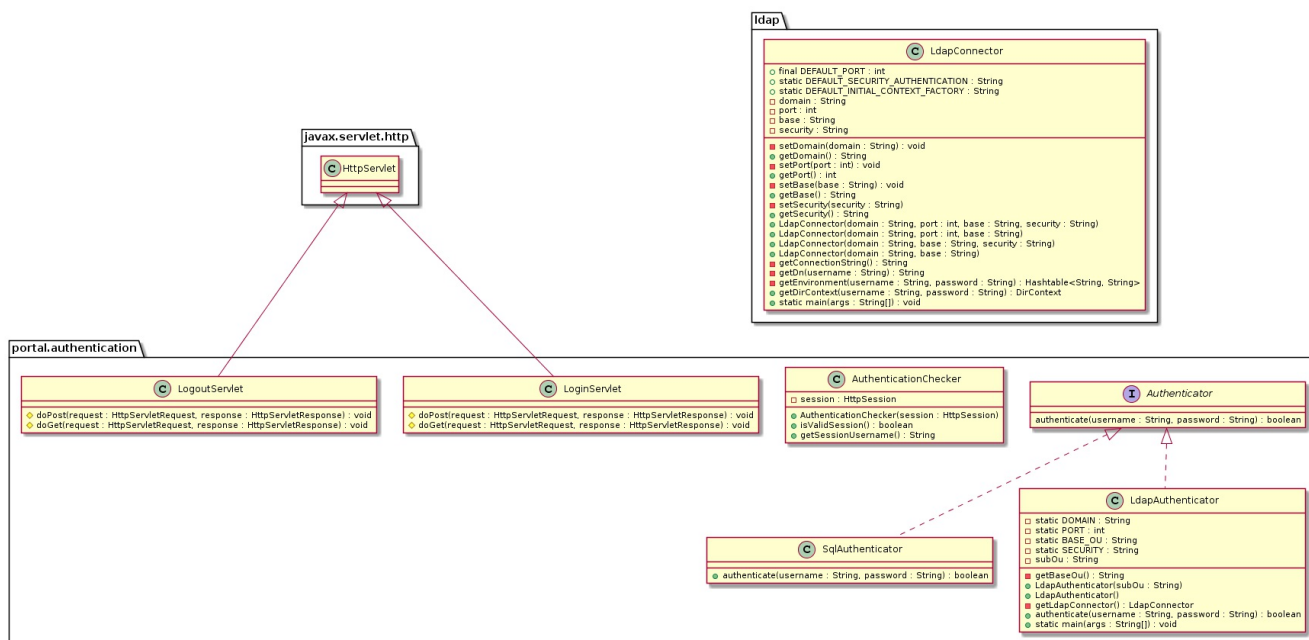 ldap
C LdapConnector
final DEFAULT_PORT : int
static DEFAULT_SECURITY_AUTHENTICATION : String
static DEFAULT_INITIAL_CONTEXT_FACTORY : String
domain : String
port : int
base : String
security : String
setDomain(domain : String) : void
getDomain() : String
setPort(port : int) : void
getPort() : int
setBase(base : String) : void
getBase() : String
setSecurity(security : String)
getSecurity() : String
LdapConnector(domain : String, port : int, base : String, security : String)
LdapConnector(domain : String, port : int, base : String)
LdapConnector(domain : String, base : String, security : String)
LdapConnector(domain : String, base : String)
getConnectionString() : String
getDn(username : String) : String
getEnvironment(username : String, password : String) : Hashtable<String, String>
getDirContext(username : String, password : String) : DirContext
static main(args : String[]) : void
javax.servlet.http
C HttpServlet
portal.authentication
C LogoutServlet
doPost(request : HttpServletRequest, response : HttpServletResponse) : void
doGet(request : HttpServletRequest, response : HttpServletResponse) : void
C LoginServlet
doPost(request : HttpServletRequest, response : HttpServletResponse) : void
doGet(request : HttpServletRequest, response : HttpServletResponse) : void
C AuthenticationChecker
session : HttpSession
AuthenticationChecker(session : HttpSession)
isValidSession() : boolean
getSessionUsername() : String
I Authenticator
authenticate(username : String, password : String) : boolean
C SqlAuthenticator
authenticate(username : String, password : String) : boolean
C LdapAuthenticator
static DOMAIN : String
static PORT : int
static BASE_OU : String
static SECURITY : String
subOu : String
getBaseOu() : String
LdapAuthenticator(subOu : String)
LdapAuthenticator()
getLdapConnector() : LdapConnector
authenticate(username : String, password : String) : boolean
static main(args : String[]) : void